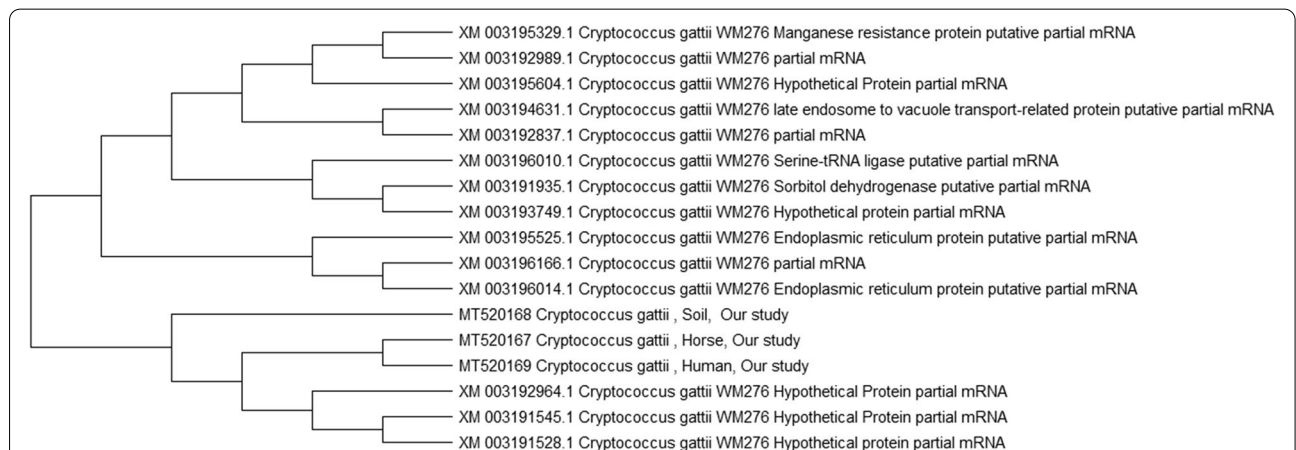 XM 003195329.1 Cryptococcus gattii WM276 Manganese resistance protein putative partial mRNA
XM 003192989.1 Cryptococcus gattii WM276 partial mRNA
XM 003195604.1 Cryptococcus gattii WM276 Hypothetical Protein partial mRNA
XM 003194631.1 Cryptococcus gattii WM276 late endosome to vacuole transport-related protein putative partial mRNA
XM 003192837.1 Cryptococcus gattii WM276 partial mRNA
XM 003196010.1 Cryptococcus gattii WM276 Serine-tRNA ligase putative partial mRNA
XM 003191935.1 Cryptococcus gattii WM276 Sorbitol dehydrogenase putative partial mRNA
XM 003193749.1 Cryptococcus gattii WM276 Hypothetical protein partial mRNA
XM 003195525.1 Cryptococcus gattii WM276 Endoplasmic reticulum protein putative partial mRNA
XM 003196166.1 Cryptococcus gattii WM276 partial mRNA
XM 003196014.1 Cryptococcus gattii WM276 Endoplasmic reticulum protein putative partial mRNA
MT520168 Cryptococcus gattii , Soil, Our study
MT520167 Cryptococcus gattii , Horse, Our study
MT520169 Cryptococcus gattii , Human, Our study
XM 003192964.1 Cryptococcus gattii WM276 Hypothetical Protein partial mRNA
XM 003191545.1 Cryptococcus gattii WM276 Hypothetical Protein partial mRNA
XM 003191528.1 Cryptococcus gattii WM276 Hypothetical protein partial mRNA